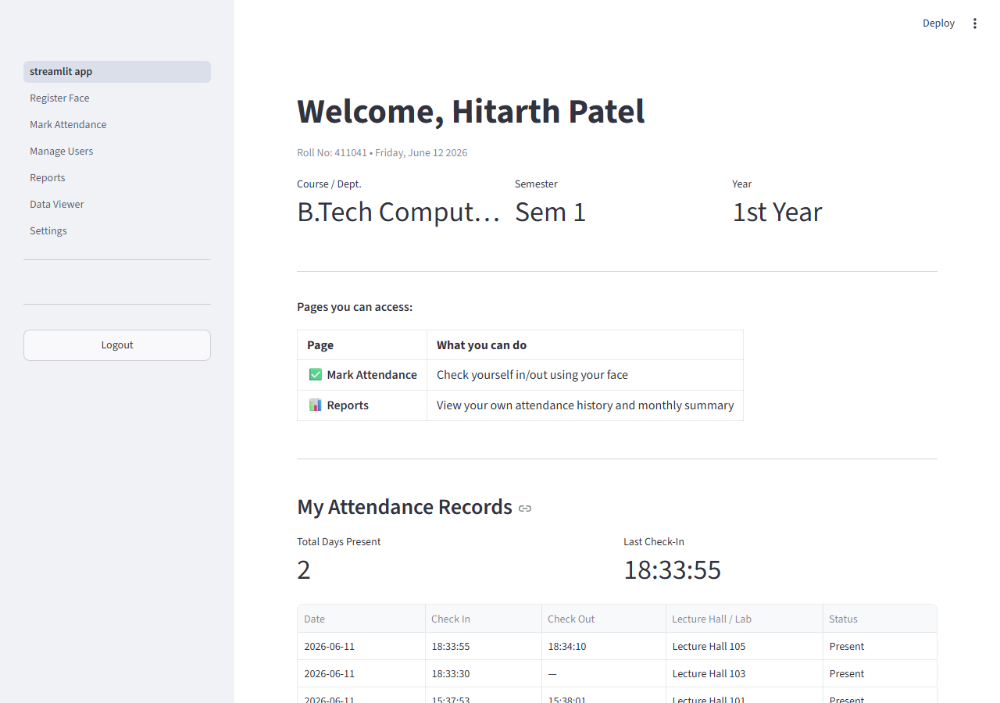 Deploy
streamlit app
Register Face
Mark Attendance
Manage Users
Reports
Data Viewer
Settings
Logout
Welcome, Hitarth Patel
Roll No: 411041 • Friday, June 12 2026
Course / Dept. Semester Year
B.Tech Comput... Sem 1 1st Year
Pages you can access:
Page What you can do
✅ Mark Attendance Check yourself in/out using your face
📊 Reports View your own attendance history and monthly summary
My Attendance Records
Total Days Present Last Check-In
2 18:33:55
Date Check In Check Out Lecture Hall / Lab Status
2026-06-11 18:33:55 18:34:10 Lecture Hall 105 Present
2026-06-11 18:33:30 — Lecture Hall 103 Present
2026-06-11 15:37:53 15:38:01 Lecture Hall 101 Present